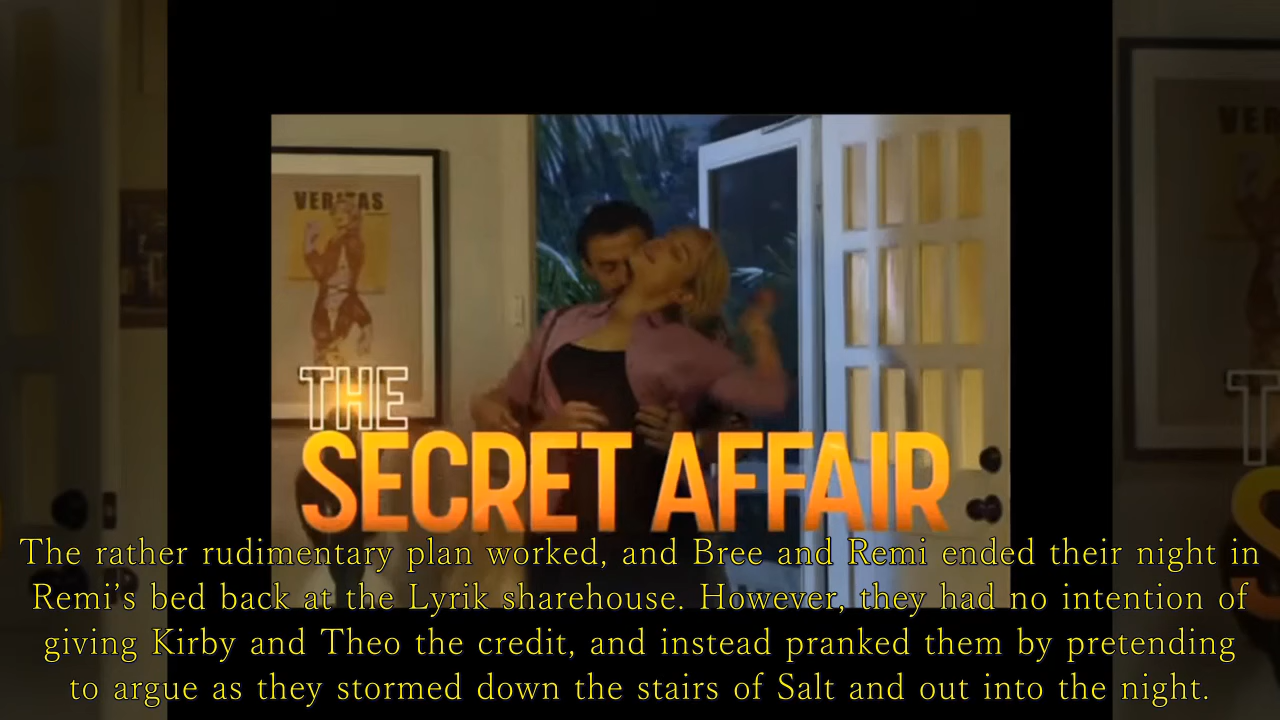 VERITAS
THE
SECRET AFFAIR
The rather rudimentary plan worked, and Bree and Remi ended their night in
Remi’s bed back at the Lyrik sharehouse. However, they had no intention of
giving Kirby and Theo the credit, and instead pranked them by pretending
to argue as they stormed down the stairs of Salt and out into the night.